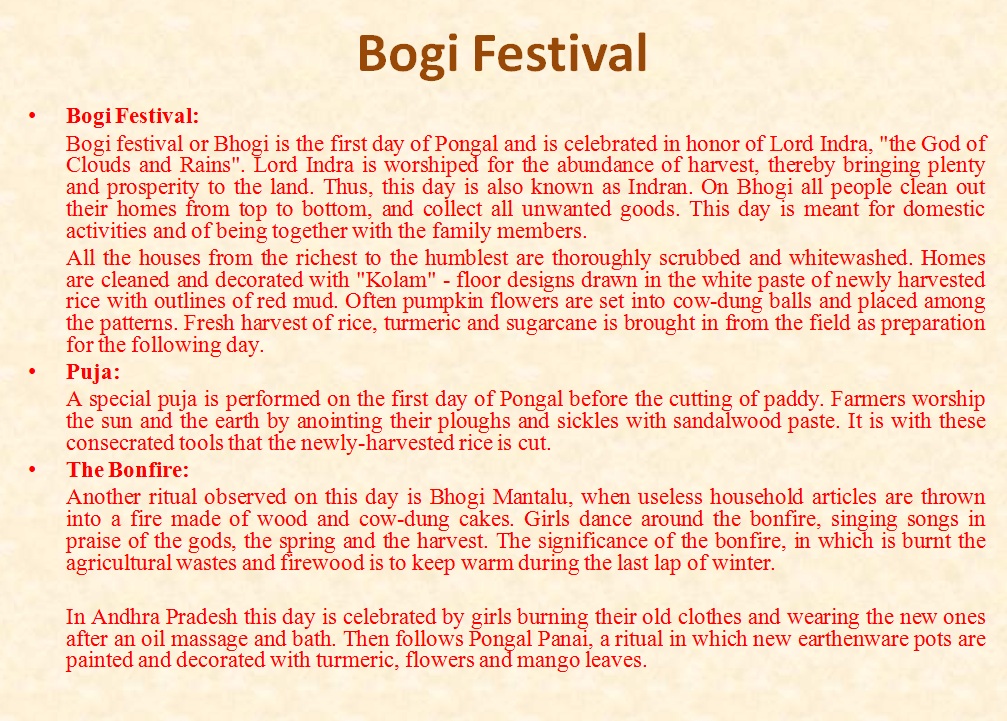 Bogi Festival
• Bogi Festival:
Bogi festival or Bhogi is the first day of Pongal and is celebrated in honor of Lord Indra, "the God of
Clouds and Rains". Lord Indra is worshiped for the abundance of harvest, thereby bringing plenty
and prosperity to the land. Thus, this day is also known as Indran. On Bhogi all people clean out
their homes from top to bottom, and collect all unwanted goods. This day is meant for domestic
activities and of being together with the family members.
All the houses from the richest to the humblest are thoroughly scrubbed and whitewashed. Homes
are cleaned and decorated with "Kolam" - floor designs drawn in the white paste of newly harvested
rice with outlines of red mud. Often pumpkin flowers are set into cow-dung balls and placed among
the patterns. Fresh harvest of rice, turmeric and sugarcane is brought in from the field as preparation
for the following day.
• Puja:
A special puja is performed on the first day of Pongal before the cutting of paddy. Farmers worship
the sun and the earth by anointing their ploughs and sickles with sandalwood paste. It is with these
consecrated tools that the newly-harvested rice is cut.
• The Bonfire:
Another ritual observed on this day is Bhogi Mantalu, when useless household articles are thrown
into a fire made of wood and cow-dung cakes. Girls dance around the bonfire, singing songs in
praise of the gods, the spring and the harvest. The significance of the bonfire, in which is burnt the
agricultural wastes and firewood is to keep warm during the last lap of winter.
In Andhra Pradesh this day is celebrated by girls burning their old clothes and wearing the new ones
after an oil massage and bath. Then follows Pongal Panai, a ritual in which new earthenware pots are
painted and decorated with turmeric, flowers and mango leaves.